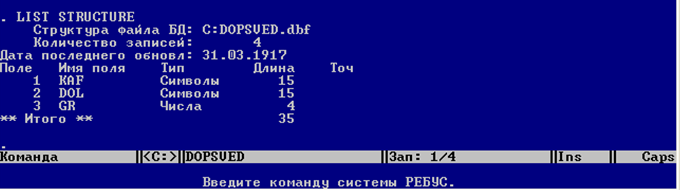 . LIST STRUCTURE
Структура файла БД: C:DOPSVED.dbf
Количество записей: 4
Дата последнего обновл: 31.03.1917
Поле Имя поля Тип Длина Точ
1 KAF Символы 15
2 DOL Символы 15
3 GR Числа 4
** Итого ** 35
.
Команда ||<C:>||DOPSVED ||Зап: 1/4 ||Ins || Caps
Введите команду системы РЕБУС.